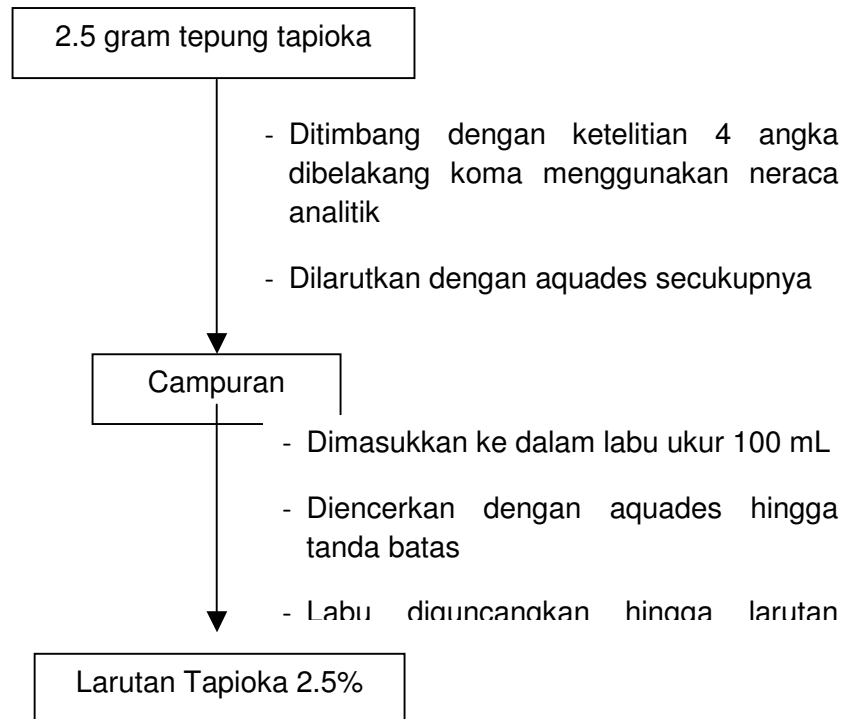 2.5 gram tepung tapioka
- Ditimbang dengan ketelitian 4 angka
dibelakang koma menggunakan neraca
analitik
- Dilarutkan dengan aquades secukupnya
Campuran
- Dimasukkan ke dalam labu ukur 100 mL
- Diencerkan dengan aquades hingga
tanda batas
- Labu diguncangkan hingga larutan
Larutan Tapioka 2.5%